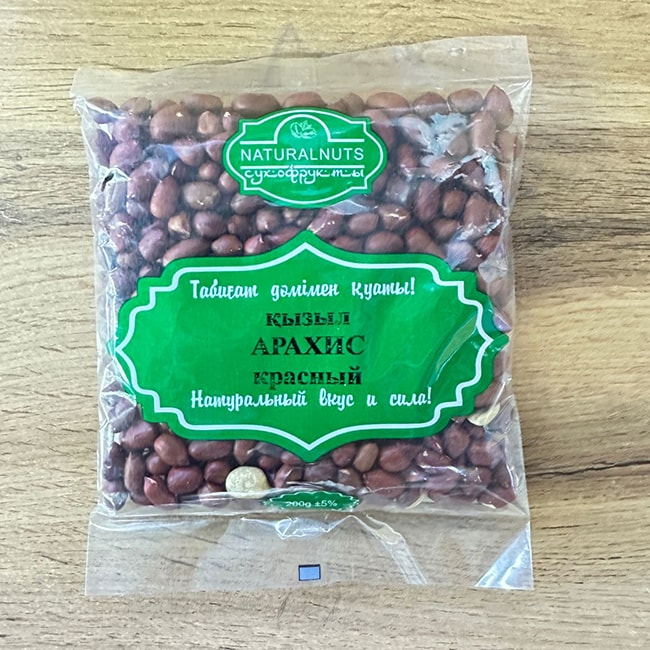 NATURALNUTS
сухофрукты
Табиғат дәмімен қуаты!
қызыл
АРАХИС
красный
Натуральный вкус и сила!
200g ±5%